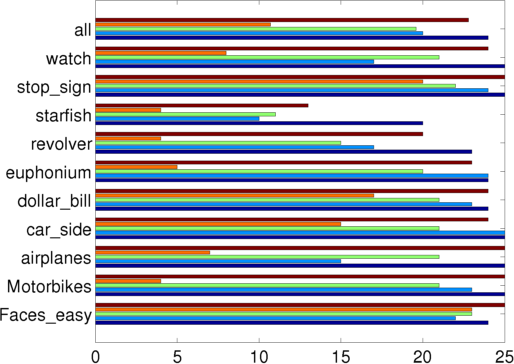 all
watch
stop_sign
starfish
revolver
euphonium
dollar_bill
car_side
airplanes
Motorbikes
Faces_easy
0 5 10 15 20 25